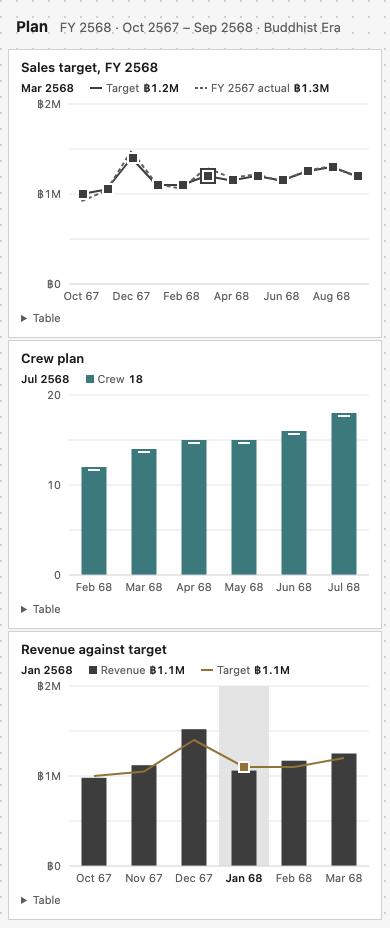 Plan FY 2568 · Oct 2567 – Sep 2568 · Buddhist Era
Sales target, FY 2568
Mar 2568 Target ฿1.2M FY 2567 actual ฿1.3M
฿2M
฿1M
฿0
Oct 67 Dec 67 Feb 68 Apr 68 Jun 68 Aug 68
Table
Crew plan
Jul 2568 Crew 18
20
10
0
Feb 68 Mar 68 Apr 68 May 68 Jun 68 Jul 68
Table
Revenue against target
Jan 2568 Revenue ฿1.1M Target ฿1.1M
฿2M
฿1M
฿0
Oct 67 Nov 67 Dec 67 Jan 68 Feb 68 Mar 68
Table